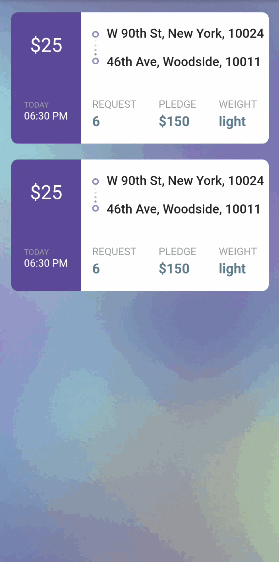 $25
TODAY
06:30 PM
W 90th St, New York, 10024
46th Ave, Woodside, 10011
REQUEST PLEDGE WEIGHT
6 $150 light
$25
TODAY
06:30 PM
W 90th St, New York, 10024
46th Ave, Woodside, 10011
REQUEST PLEDGE WEIGHT
6 $150 light